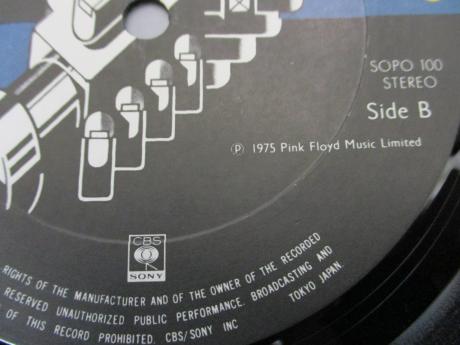 SOPO 100
STEREO
Side B
Ⓟ 1975 Pink Floyd Music Limited
CBS
SONY
RIGHTS OF THE MANUFACTURER AND OF THE OWNER OF THE RECORDED
RESERVED UNAUTHORIZED PUBLIC PERFORMANCE. BROADCASTING AND
OF THIS RECORD PROHIBITED. CBS/SONY INC TOKYO JAPAN.